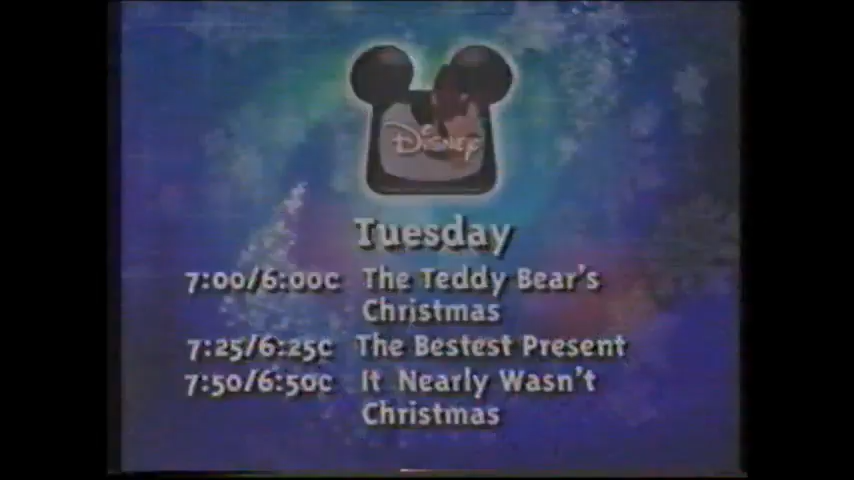 Disney
Tuesday
7:00/6:00c The Teddy Bear's
Christmas
7:25/6:25c The Bestest Present
7:50/6:50c It Nearly Wasn't
Christmas